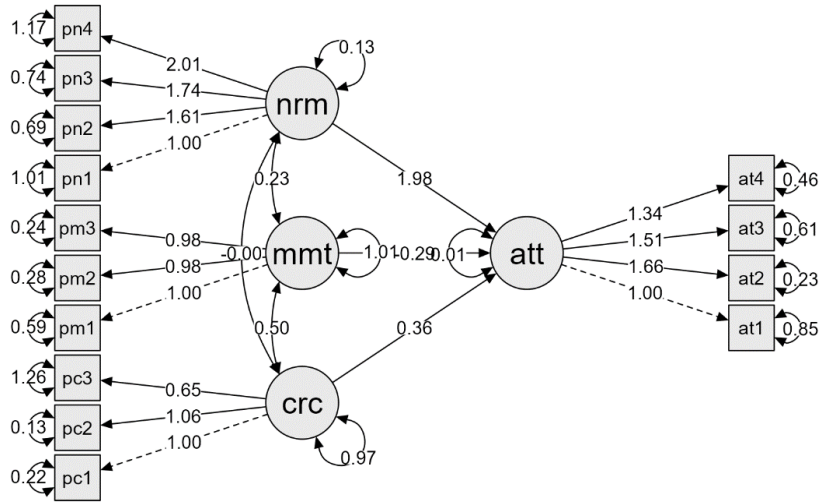 1.17 pn4
0.74 pn3
0.69 pn2
1.01 pn1
0.24 pm3
0.28 pm2
0.59 pm1
1.26 pc3
0.13 pc2
0.22 pc1
2.01
1.74
1.61
1.00
0.98
0.98
1.00
0.65
1.06
1.00
nrm
0.13
0.23
-0.00
mmt
1.01
0.50
crc
0.97
1.98
-0.29
0.36
0.01
att
1.34
1.51
1.66
1.00
at4 0.46
at3 0.61
at2 0.23
at1 0.85